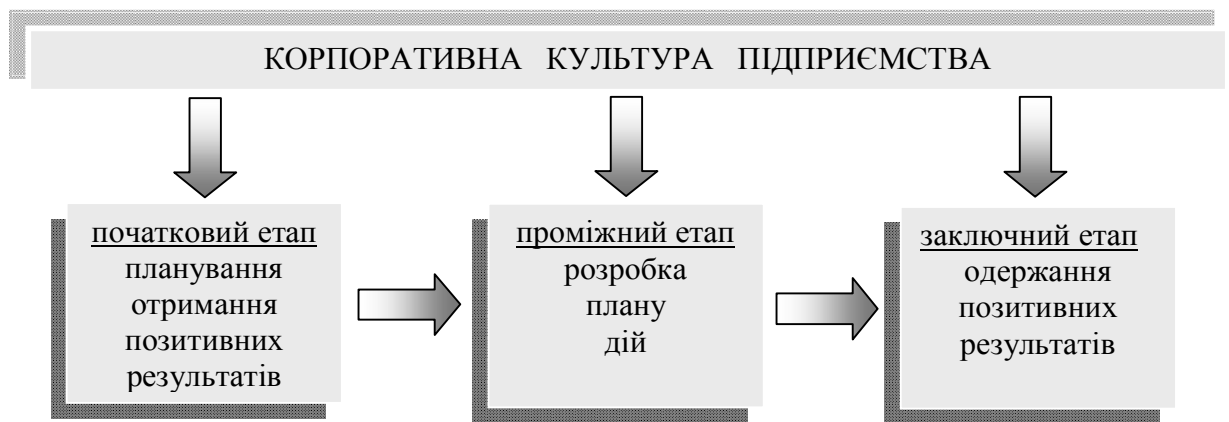 КОРПОРАТИВНА КУЛЬТУРА ПІДПРИЄМСТВА
початковий етап
планування
отримання
позитивних
результатів
проміжний етап
розробка
плану
дій
заключний етап
одержання
позитивних
результатів